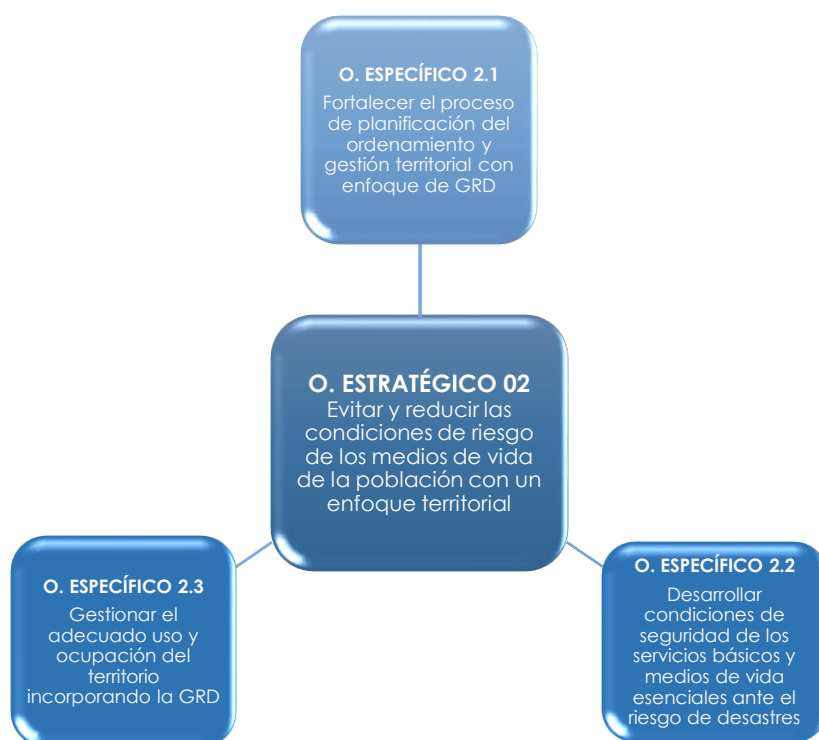 O. ESPECÍFICO 2.1
Fortalecer el proceso
de planificación del
ordenamiento y
gestión territorial con
enfoque de GRD
O. ESTRATÉGICO 02
Evitar y reducir las
condiciones de riesgo
de los medios de vida
de la población con un
enfoque territorial
O. ESPECÍFICO 2.3
Gestionar el
adecuado uso y
ocupación del
territorio
incorporando la GRD
O. ESPECÍFICO 2.2
Desarrollar
condiciones de
seguridad de los
servicios básicos y
medios de vida
esenciales ante el
riesgo de desastres